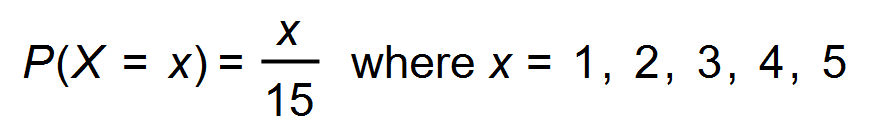 P(X = x) = x/15 where x = 1, 2, 3, 4, 5